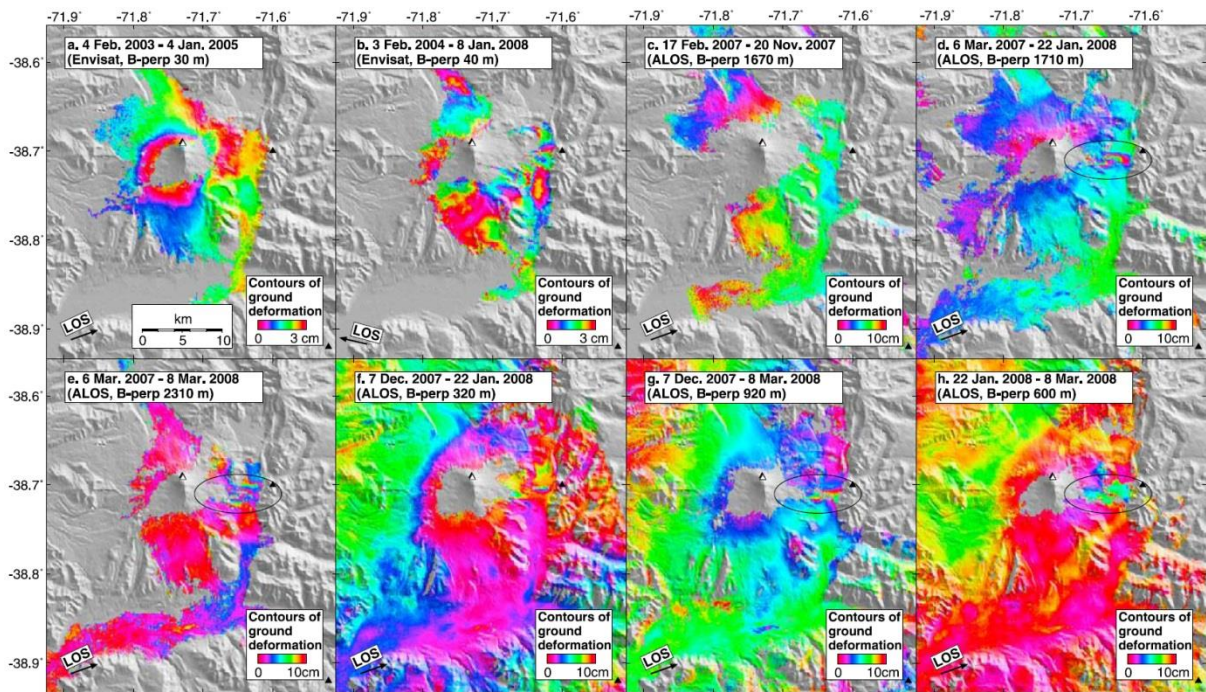 -71.9 -71.8 -71.7 -71.6 -71.9 -71.8 -71.7 -71.6 -71.9 -71.8 -71.7 -71.6 -71.9 -71.8 -71.7 -71.6
-38.6
-38.7
-38.8
-38.9
a. 4 Feb. 2003 - 4 Jan. 2005
(Envisat, B-perp 30 m)
LOS
km
0 5 10
Contours of
ground
deformation
0 3 cm
b. 3 Feb. 2004 - 8 Jan. 2008
(Envisat, B-perp 40 m)
LOS
Contours of
ground
deformation
0 3 cm
c. 17 Feb. 2007 - 20 Nov. 2007
(ALOS, B-perp 1670 m)
LOS
Contours of
ground
deformation
0 10cm
d. 6 Mar. 2007 - 22 Jan. 2008
(ALOS, B-perp 1710 m)
LOS
Contours of
ground
deformation
0 10cm
-38.6
-38.7
-38.8
-38.9
e. 6 Mar. 2007 - 8 Mar. 2008
(ALOS, B-perp 2310 m)
LOS
Contours of
ground
deformation
0 10cm
f. 7 Dec. 2007 - 22 Jan. 2008
(ALOS, B-perp 320 m)
LOS
Contours of
ground
deformation
0 10cm
g. 7 Dec. 2007 - 8 Mar. 2008
(ALOS, B-perp 920 m)
LOS
Contours of
ground
deformation
0 10cm
h. 22 Jan. 2008 - 8 Mar. 2008
(ALOS, B-perp 600 m)
LOS
Contours of
ground
deformation
0 10cm